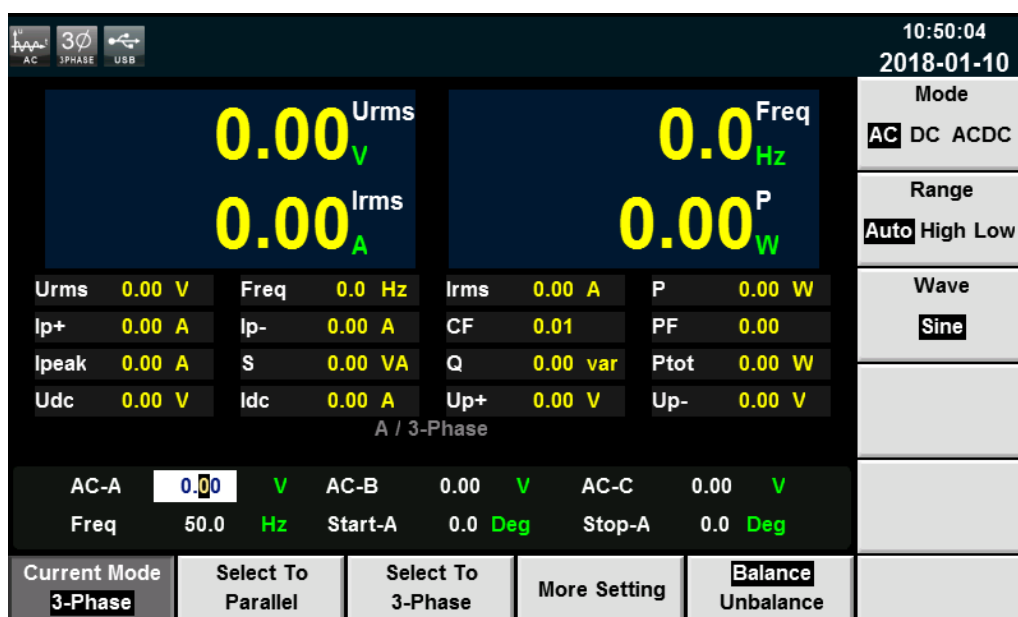 AC 3Ø 3PHASE USB
10:50:04
2018-01-10
0.00 Urms V
0.0 Freq Hz
0.00 Irms A
0.00 P W
Urms 0.00 V Freq 0.0 Hz Irms 0.00 A P 0.00 W
Ip+ 0.00 A Ip- 0.00 A CF 0.01 PF 0.00
Ipeak 0.00 A S 0.00 VA Q 0.00 var Ptot 0.00 W
Udc 0.00 V Idc 0.00 A Up+ 0.00 V Up- 0.00 V
A / 3-Phase
AC-A 0.00 V AC-B 0.00 V AC-C 0.00 V
Freq 50.0 Hz Start-A 0.0 Deg Stop-A 0.0 Deg
Mode
AC DC ACDC
Range
Auto High Low
Wave
Sine
Current Mode
3-Phase
Select To
Parallel
Select To
3-Phase
More Setting
Balance
Unbalance